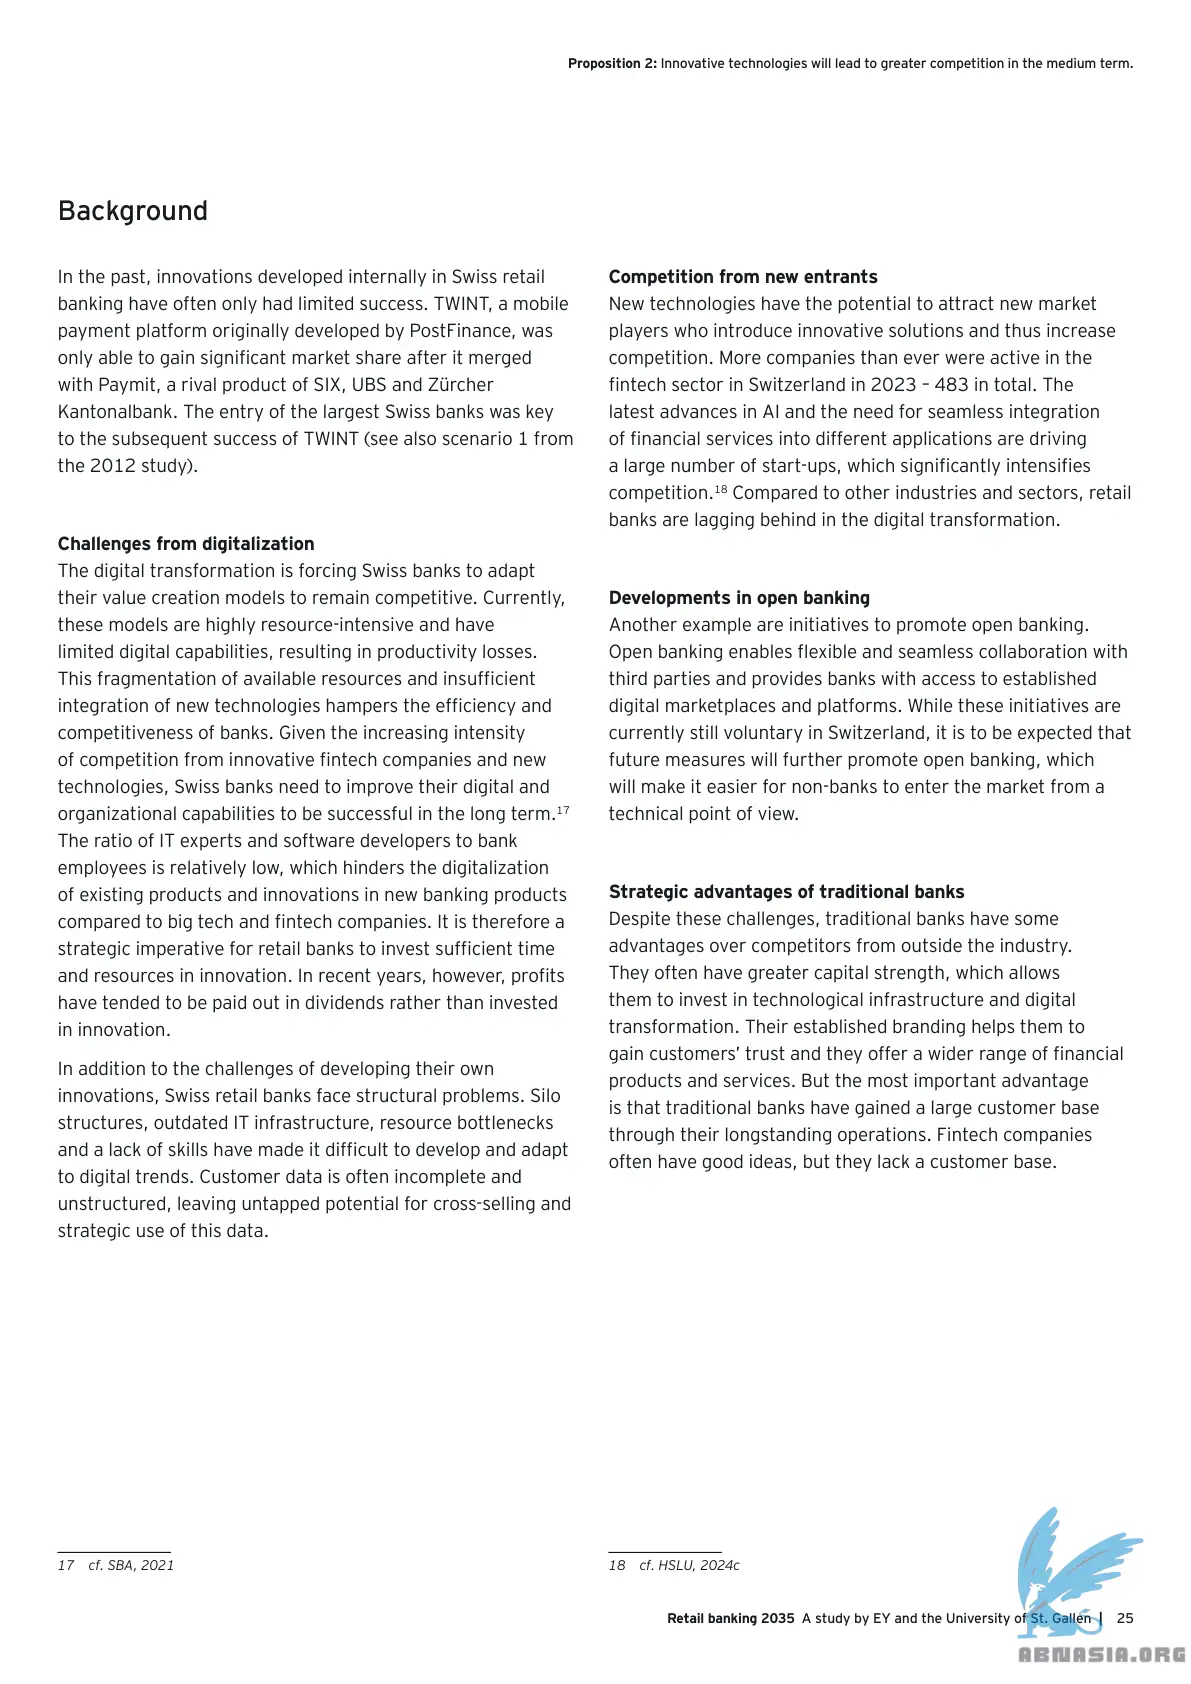 Proposition 2: Innovative technologies will lead to greater competition in the medium term.
Background
In the past, innovations developed internally in Swiss retail
banking have often only had limited success. TWINT, a mobile
payment platform originally developed by PostFinance, was
only able to gain significant market share after it merged
with Paymit, a rival product of SIX, UBS and Zürcher
Kantonalbank. The entry of the largest Swiss banks was key
to the subsequent success of TWINT (see also scenario 1 from
the 2012 study).
Challenges from digitalization
The digital transformation is forcing Swiss banks to adapt
their value creation models to remain competitive. Currently,
these models are highly resource-intensive and have
limited digital capabilities, resulting in productivity losses.
This fragmentation of available resources and insufficient
integration of new technologies hampers the efficiency and
competitiveness of banks. Given the increasing intensity
of competition from innovative fintech companies and new
technologies, Swiss banks need to improve their digital and
organizational capabilities to be successful in the long term.17
The ratio of IT experts and software developers to bank
employees is relatively low, which hinders the digitalization
of existing products and innovations in new banking products
compared to big tech and fintech companies. It is therefore a
strategic imperative for retail banks to invest sufficient time
and resources in innovation. In recent years, however, profits
have tended to be paid out in dividends rather than invested
in innovation.
In addition to the challenges of developing their own
innovations, Swiss retail banks face structural problems. Silo
structures, outdated IT infrastructure, resource bottlenecks
and a lack of skills have made it difficult to develop and adapt
to digital trends. Customer data is often incomplete and
unstructured, leaving untapped potential for cross-selling and
strategic use of this data.
Competition from new entrants
New technologies have the potential to attract new market
players who introduce innovative solutions and thus increase
competition. More companies than ever were active in the
fintech sector in Switzerland in 2023 – 483 in total. The
latest advances in AI and the need for seamless integration
of financial services into different applications are driving
a large number of start-ups, which significantly intensifies
competition.18 Compared to other industries and sectors, retail
banks are lagging behind in the digital transformation.
Developments in open banking
Another example are initiatives to promote open banking.
Open banking enables flexible and seamless collaboration with
third parties and provides banks with access to established
digital marketplaces and platforms. While these initiatives are
currently still voluntary in Switzerland, it is to be expected that
future measures will further promote open banking, which
will make it easier for non-banks to enter the market from a
technical point of view.
Strategic advantages of traditional banks
Despite these challenges, traditional banks have some
advantages over competitors from outside the industry.
They often have greater capital strength, which allows
them to invest in technological infrastructure and digital
transformation. Their established branding helps them to
gain customers’ trust and they offer a wider range of financial
products and services. But the most important advantage
is that traditional banks have gained a large customer base
through their longstanding operations. Fintech companies
often have good ideas, but they lack a customer base.
17 cf. SBA, 2021
18 cf. HSLU, 2024c
Retail banking 2035 A study by EY and the University of St. Gallen | 25
ABNASIA.ORG